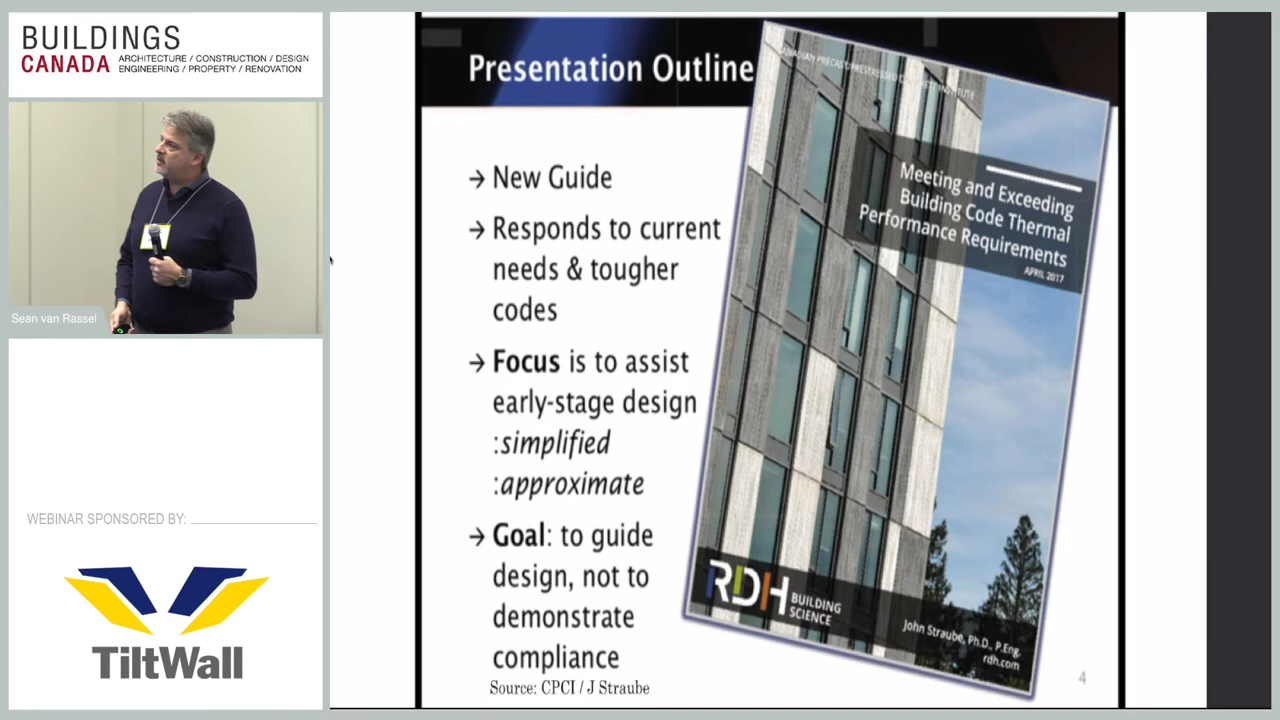 BUILDINGS
CANADA
ARCHITECTURE / CONSTRUCTION / DESIGN
ENGINEERING / PROPERTY / RENOVATION
Sean van Rassel
WEBINAR SPONSORED BY:
TiltWall
Presentation Outline
→ New Guide
→ Responds to current
needs & tougher
codes
→ Focus is to assist
early-stage design
:simplified
:approximate
→ Goal: to guide
design, not to
demonstrate
compliance
Source: CPCI / J Straube
Meeting and Exceeding
Building Code Thermal
Performance Requirements
APRIL 2017
RDH BUILDING
SCIENCE
John Straube, Ph.D., P.Eng.
rdh.com
4